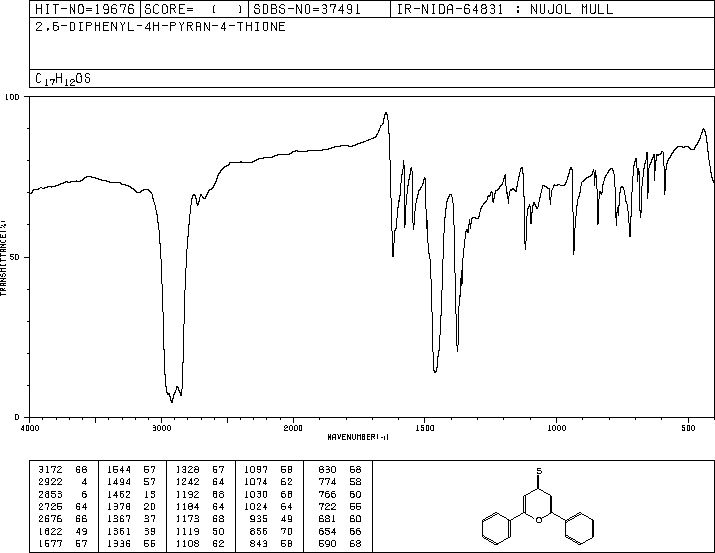 HIT-NO=19676 SCORE= ( ) SDBS-NO=37491 IR-NIDA-64831 : NUJOL MULL
2,6-DIPHENYL-4H-PYRAN-4-THIONE
C17H12OS
100
50
0
TRANSMITTANCE(%)
4000 3000 2000 1500 1000 500
WAVENUMBER(-1)
3172 68 1544 57 1328 57 1097 58 830 58
2922 4 1494 57 1242 64 1074 62 774 58
2853 6 1462 13 1192 68 1030 68 766 60
2725 64 1378 20 1184 64 1024 64 722 55
2676 66 1367 37 1173 68 935 49 681 60
1622 49 1361 39 1119 50 856 70 654 66
1577 57 1336 55 1108 62 843 58 590 68
S
O